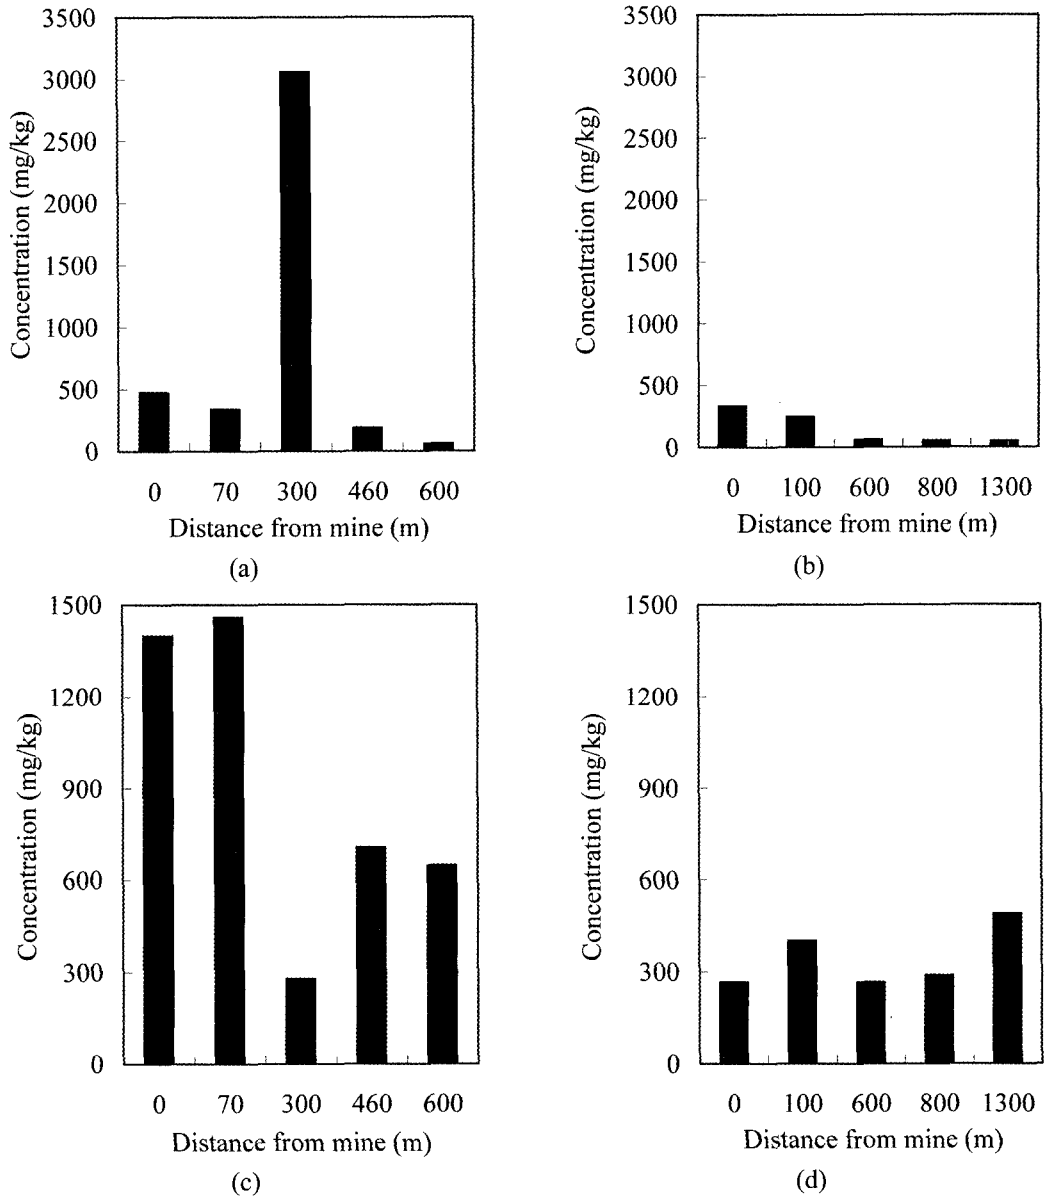 3500
3000
2500
2000
1500
1000
500
0
Concentration (mg/kg)
0 70 300 460 600
Distance from mine (m)
(a)
3500
3000
2500
2000
1500
1000
500
0
Concentration (mg/kg)
0 100 600 800 1300
Distance from mine (m)
(b)
1500
1200
900
600
300
0
Concentration (mg/kg)
0 70 300 460 600
Distance from mine (m)
(c)
1500
1200
900
600
300
0
Concentration (mg/kg)
0 100 600 800 1300
Distance from mine (m)
(d)